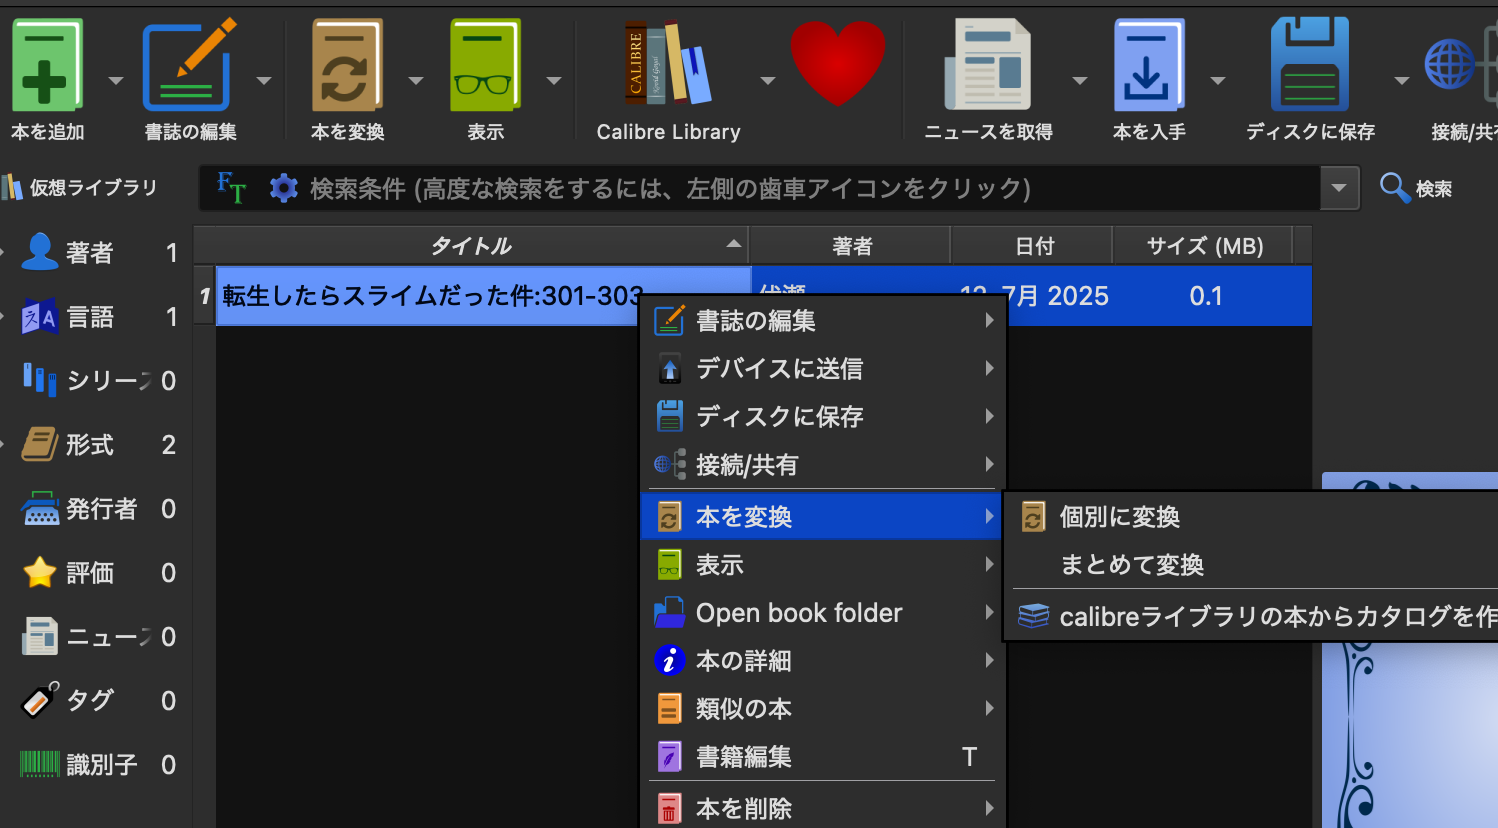 本を追加
書誌の編集
本を変換
表示
CALIBRE
Calibre Library
ニュースを取得
本を入手
ディスクに保存
接続/共有
仮想ライブラリ
FT
検索条件 (高度な検索をするには、左側の歯車アイコンをクリック)
検索
著者 1
言語 1
シリーズ 0
形式 2
発行者 0
評価 0
ニュース 0
タグ 0
識別子 0
タイトル 著者 日付 サイズ (MB)
1 転生したらスライムだった件:301-303 伏瀬 12 7月 2025 0.1
書誌の編集
デバイスに送信
ディスクに保存
接続/共有
本を変換
表示
Open book folder
本の詳細
類似の本
書籍編集 T
本を削除
個別に変換
まとめて変換
calibreライブラリの本からカタログを作